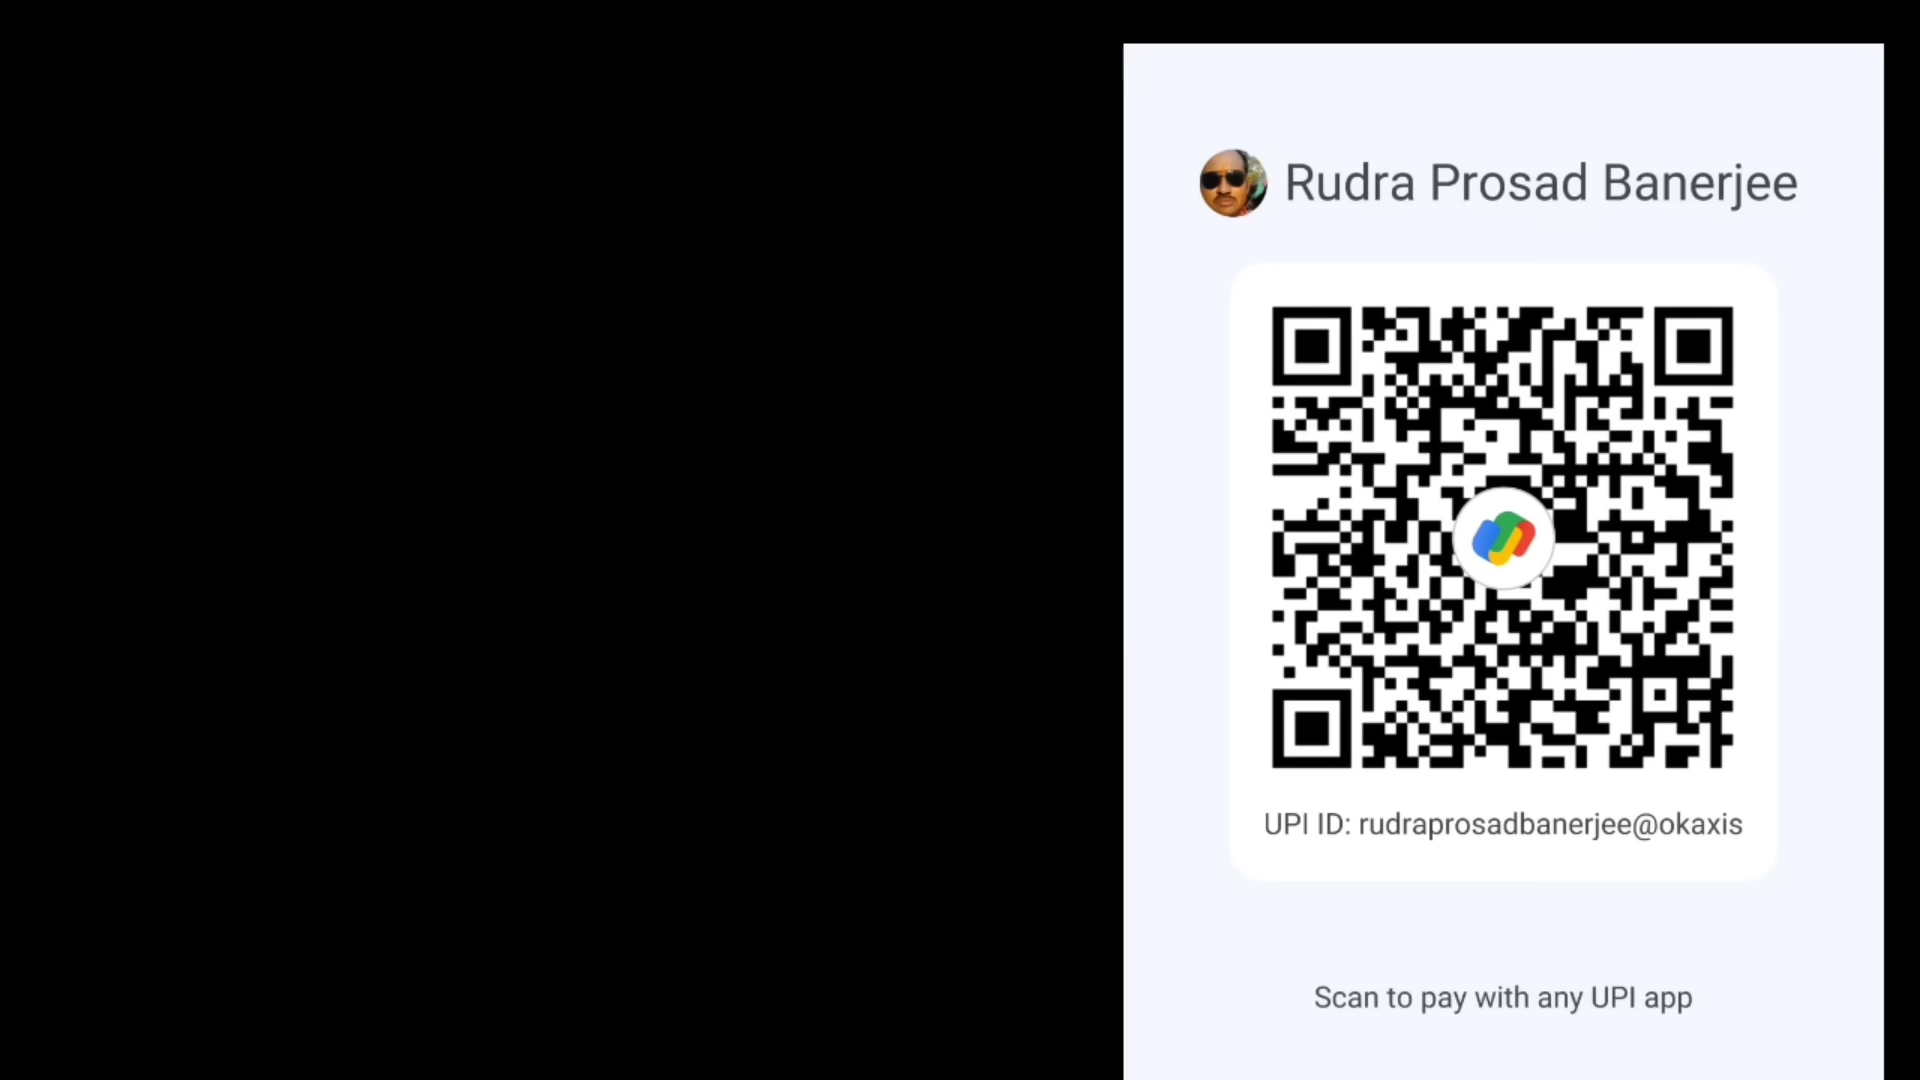 Rudra Prosad Banerjee
UPI ID: rudraprosadbanerjee@okaxis
Scan to pay with any UPI app